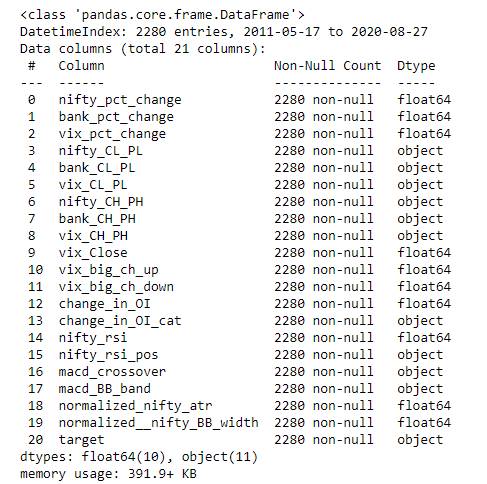 <class 'pandas.core.frame.DataFrame'>
DatetimeIndex: 2280 entries, 2011-05-17 to 2020-08-27
Data columns (total 21 columns):
 #   Column                     Non-Null Count  Dtype
---  ------                     --------------  -----
 0   nifty_pct_change           2280 non-null   float64
 1   bank_pct_change            2280 non-null   float64
 2   vix_pct_change             2280 non-null   float64
 3   nifty_CL_PL                2280 non-null   object
 4   bank_CL_PL                 2280 non-null   object
 5   vix_CL_PL                  2280 non-null   object
 6   nifty_CH_PH                2280 non-null   object
 7   bank_CH_PH                 2280 non-null   object
 8   vix_CH_PH                  2280 non-null   object
 9   vix_Close                  2280 non-null   float64
 10  vix_big_ch_up              2280 non-null   float64
 11  vix_big_ch_down            2280 non-null   float64
 12  change_in_OI               2280 non-null   float64
 13  change_in_OI_cat           2280 non-null   object
 14  nifty_rsi                  2280 non-null   float64
 15  nifty_rsi_pos              2280 non-null   object
 16  macd_crossover             2280 non-null   object
 17  macd_BB_band               2280 non-null   object
 18  normalized_nifty_atr       2280 non-null   float64
 19  normalized__nifty_BB_width  2280 non-null   float64
 20  target                     2280 non-null   object
dtypes: float64(10), object(11)
memory usage: 391.9+ KB